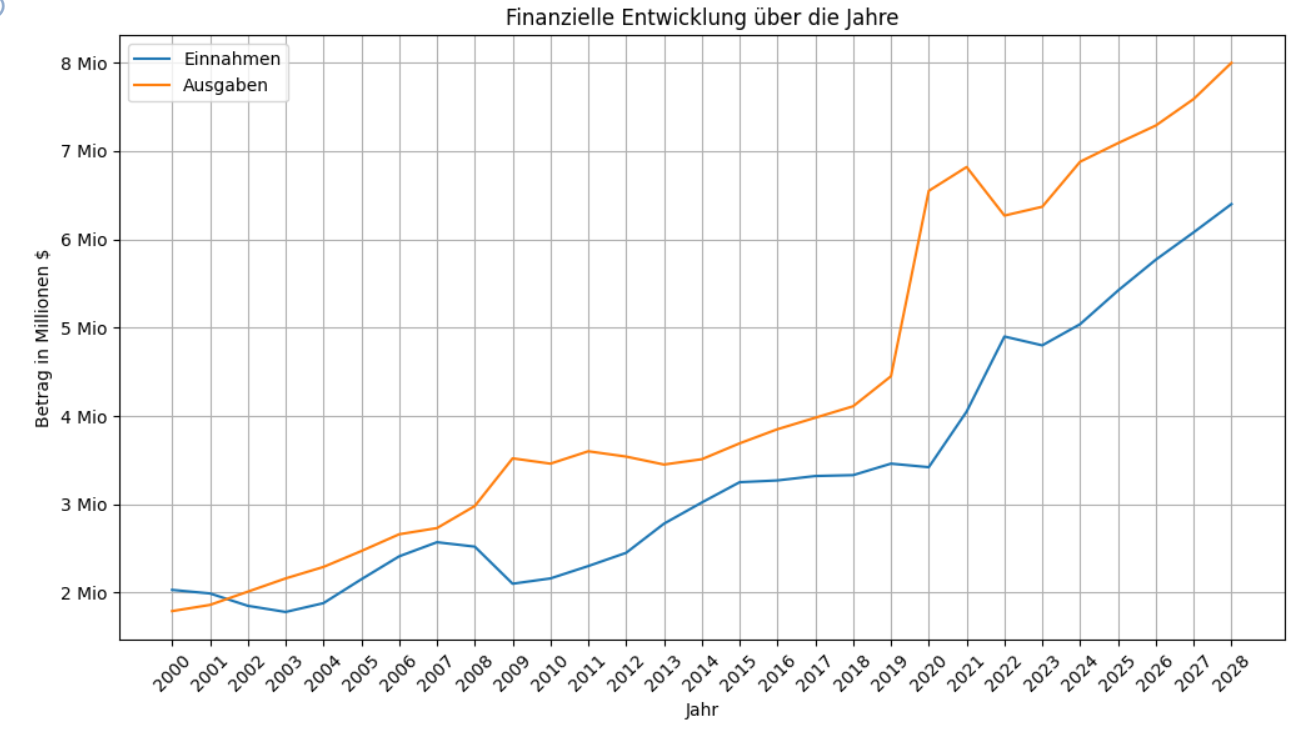 Finanzielle Entwicklung über die Jahre
Einnahmen
Ausgaben
8 Mio
7 Mio
6 Mio
5 Mio
4 Mio
3 Mio
2 Mio
Betrag in Millionen $
2000 2001 2002 2003 2004 2005 2006 2007 2008 2009 2010 2011 2012 2013 2014 2015 2016 2017 2018 2019 2020 2021 2022 2023 2024 2025 2026 2027 2028
Jahr